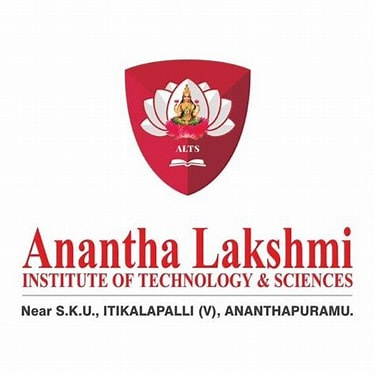 ALTS
Anantha Lakshmi
INSTITUTE OF TECHNOLOGY & SCIENCES
Near S.K.U., ITIKALAPALLI (V), ANANTHAPURAMU.